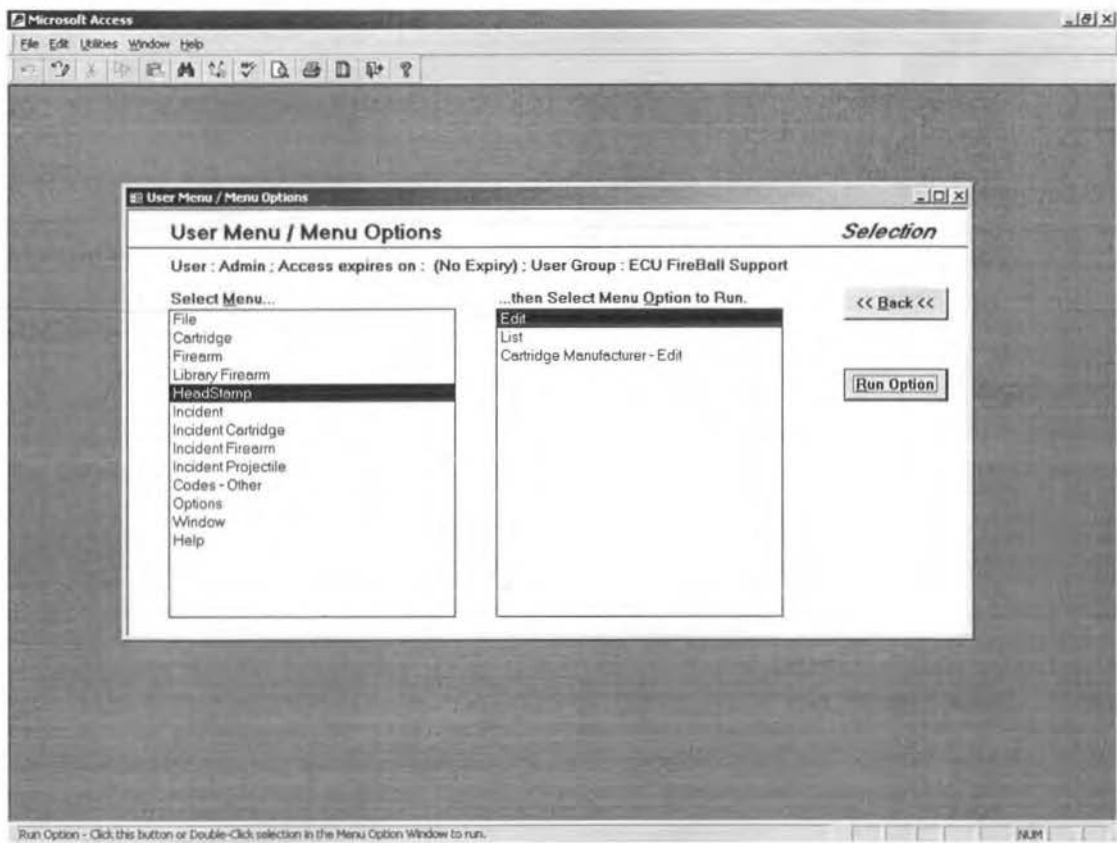 Microsoft Access
File Edit Utilities Window Help
User Menu / Menu Options
User Menu / Menu Options
Selection
User : Admin ; Access expires on : (No Expiry) ; User Group : ECU FireBall Support
Select Menu...
...then Select Menu Option to Run.
<< Back <<
File
Cartridge
Firearm
Library Firearm
HeadStamp
Incident
Incident Cartridge
Incident Firearm
Incident Projectile
Codes - Other
Options
Window
Help
Edit
List
Cartridge Manufacturer - Edit
Run Option
Run Option - Click this button or Double-Click selection in the Menu Option Window to run.
NUM